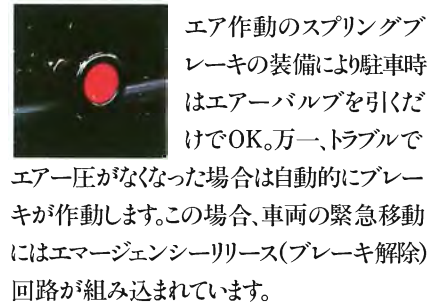 エア作動のスプリングブ
レーキの装備により駐車時
はエアーバルブを引くだ
けでOK。万一、トラブルで
エアー圧がなくなった場合は自動的にブレー
キが作動します。この場合、車両の緊急移動
にはエマージェンシーリリース(ブレーキ解除)
回路が組み込まれています。